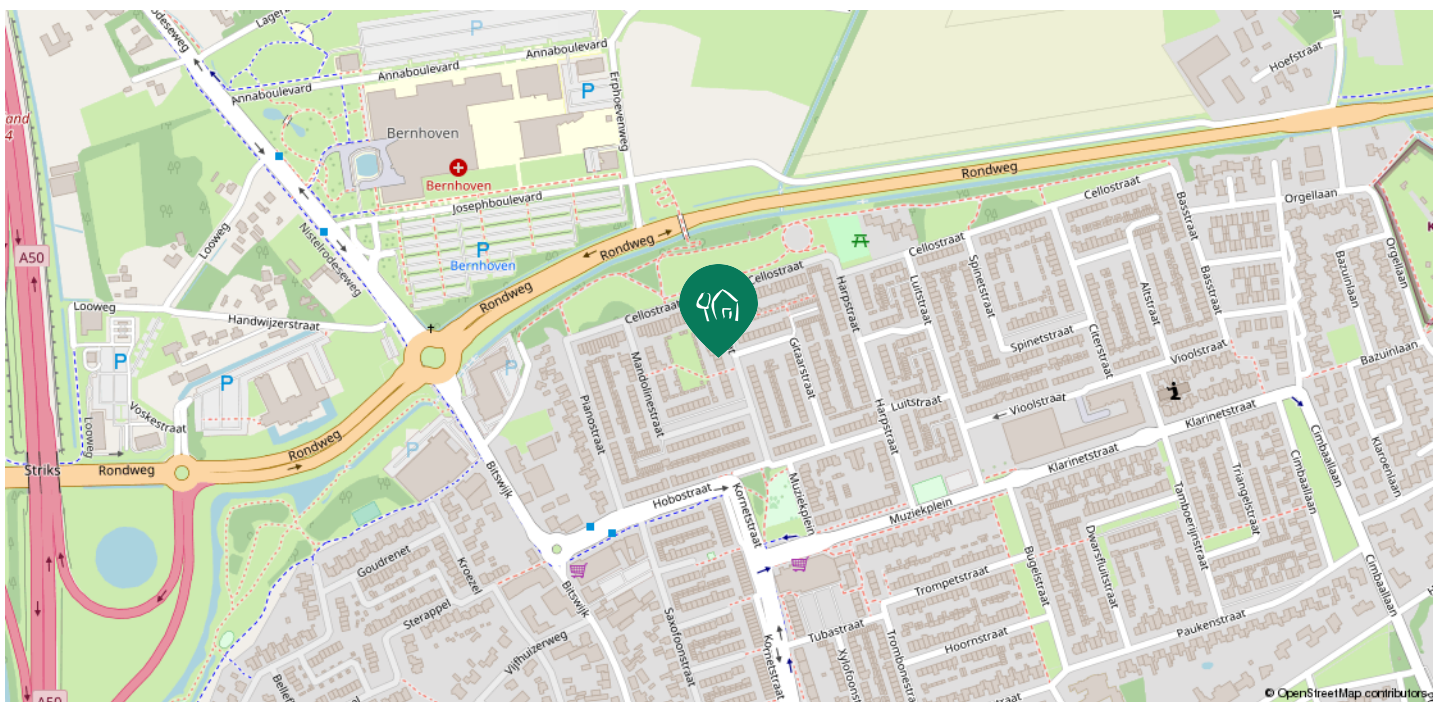 Nistelrodeseweg
Annaboulevard
Annaboulevard
Annaboulevard
P
P
Erphoevenweg
Hoefstraat
Bernhoven
Bernhoven
Josephboulevard
P
Bernhoven
Looweg
Looweg
Handwijzerstraat
A50
Rondweg
Rondweg
Rondweg
Cellostraat
Cellostraat
Cellostraat
Cellostraat
Basstraat
Basstraat
Orgellaan
Orgellaan
Bazuinlaan
Bazuinlaan
Harpstraat
Harpstraat
Luitstraat
Luitstraat
Spinetstraat
Spinetstraat
Altstraat
Citerstraat
Vioolstraat
Vioolstraat
Gitaarstraat
Mandolinestraat
Pianostraat
P
P
P
P
Voskestraat
Looweg
Striks
Rondweg
Rondweg
Bitswijk
Bitswijk
Hobostraat
Kornetstraat
Kornetstraat
Muziekplein
Muziekplein
Klarinetstraat
Klarinetstraat
Cimbaallaan
Cimbaallaan
Klaroenlaan
Triangelstraat
Tamboerijnstraat
Dwarsfluitstraat
Bugelstraat
Paukenstraat
Trompetstraat
Hoornstraat
Tubastraat
Trombonestraat
Xylofoonstraat
Saxofoonstraat
Goudrenet
Kroezel
Sterappel
Vijfhuizerweg
A50
© OpenStreetMap contributors